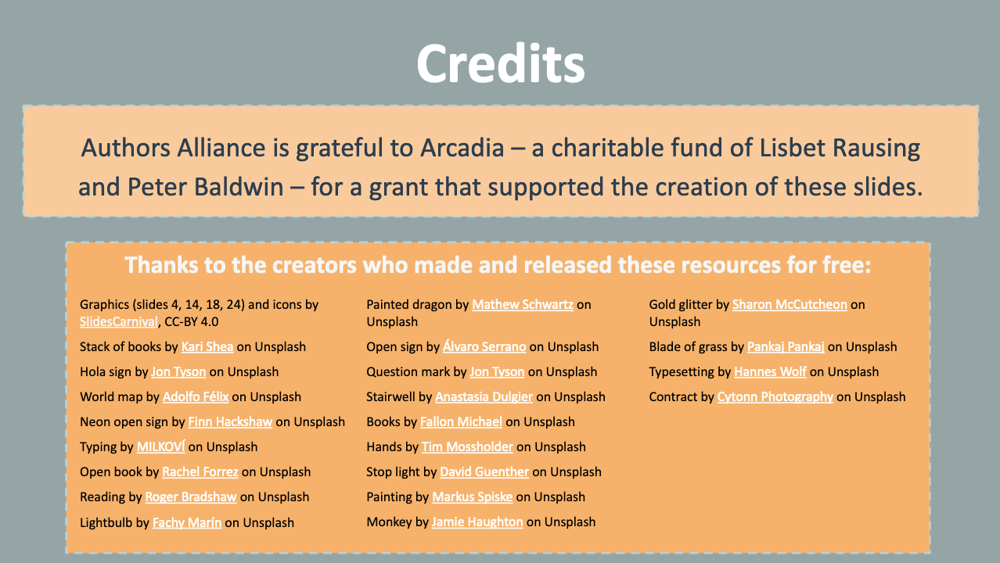 Credits
Authors Alliance is grateful to Arcadia – a charitable fund of Lisbet Rausing
and Peter Baldwin – for a grant that supported the creation of these slides.
Thanks to the creators who made and released these resources for free:
Graphics (slides 4, 14, 18, 24) and icons by
SlidesCarnival, CC-BY 4.0
Stack of books by Kari Shea on Unsplash
Hola sign by Jon Tyson on Unsplash
World map by Adolfo Félix on Unsplash
Neon open sign by Finn Hackshaw on Unsplash
Typing by MILKOVÍ on Unsplash
Open book by Rachel Forrez on Unsplash
Reading by Roger Bradshaw on Unsplash
Lightbulb by Fachy Marín on Unsplash
Painted dragon by Mathew Schwartz on
Unsplash
Open sign by Álvaro Serrano on Unsplash
Question mark by Jon Tyson on Unsplash
Stairwell by Anastasia Dulgier on Unsplash
Books by Fallon Michael on Unsplash
Hands by Tim Mossholder on Unsplash
Stop light by David Guenther on Unsplash
Painting by Markus Spiske on Unsplash
Monkey by Jamie Haughton on Unsplash
Gold glitter by Sharon McCutcheon on
Unsplash
Blade of grass by Pankaj Pankaj on Unsplash
Typesetting by Hannes Wolf on Unsplash
Contract by Cytonn Photography on Unsplash